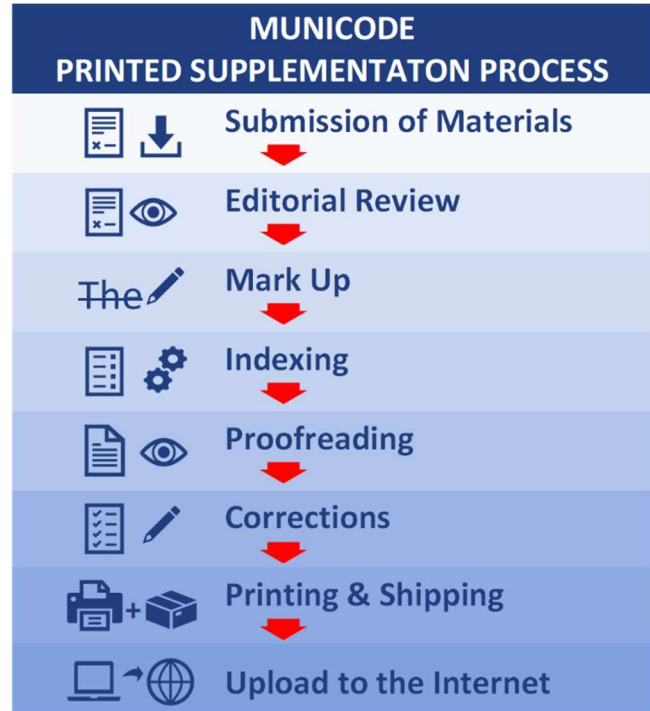 MUNICODE
PRINTED SUPPLEMENTATON PROCESS
Submission of Materials
Editorial Review
The
Mark Up
Indexing
Proofreading
Corrections
+
Printing & Shipping
Upload to the Internet